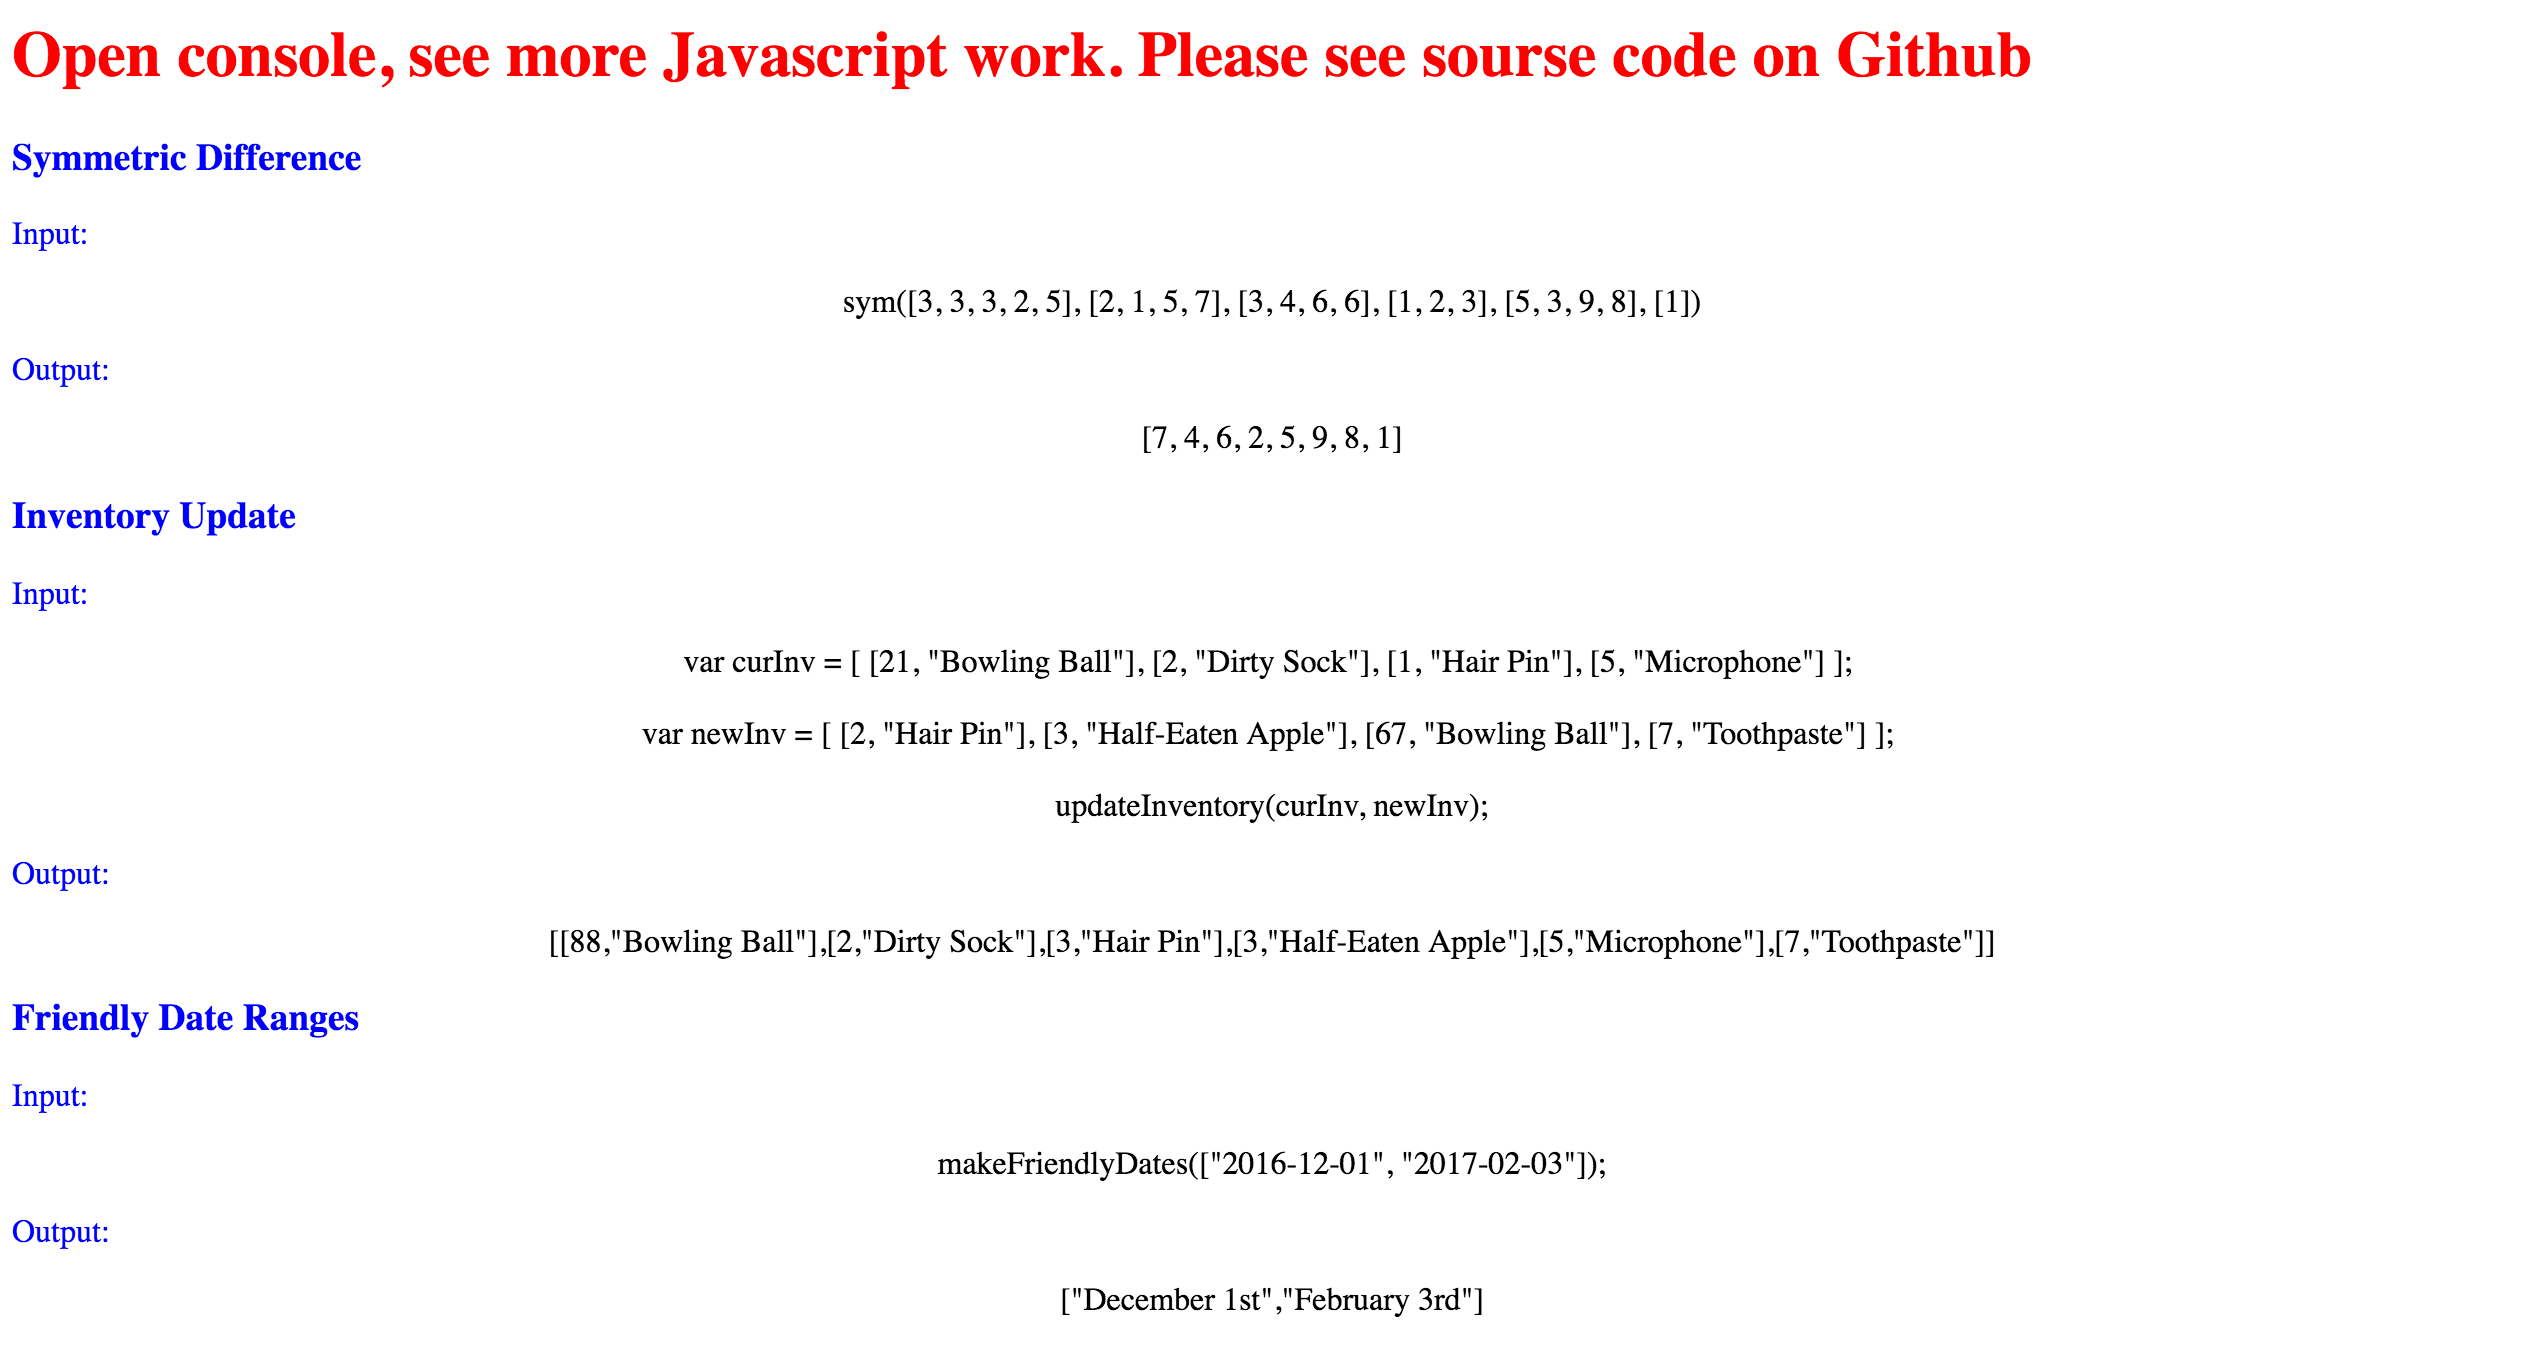 Open console, see more Javascript work. Please see sourse code on Github
Symmetric Difference
Input:
sym([3, 3, 3, 2, 5], [2, 1, 5, 7], [3, 4, 6, 6], [1, 2, 3], [5, 3, 9, 8], [1])
Output:
[7, 4, 6, 2, 5, 9, 8, 1]
Inventory Update
Input:
var curInv = [ [21, "Bowling Ball"], [2, "Dirty Sock"], [1, "Hair Pin"], [5, "Microphone"] ];
var newInv = [ [2, "Hair Pin"], [3, "Half-Eaten Apple"], [67, "Bowling Ball"], [7, "Toothpaste"] ];
updateInventory(curInv, newInv);
Output:
[[88,"Bowling Ball"],[2,"Dirty Sock"],[3,"Hair Pin"],[3,"Half-Eaten Apple"],[5,"Microphone"],[7,"Toothpaste"]]
Friendly Date Ranges
Input:
makeFriendlyDates(["2016-12-01", "2017-02-03"]);
Output:
["December 1st","February 3rd"]